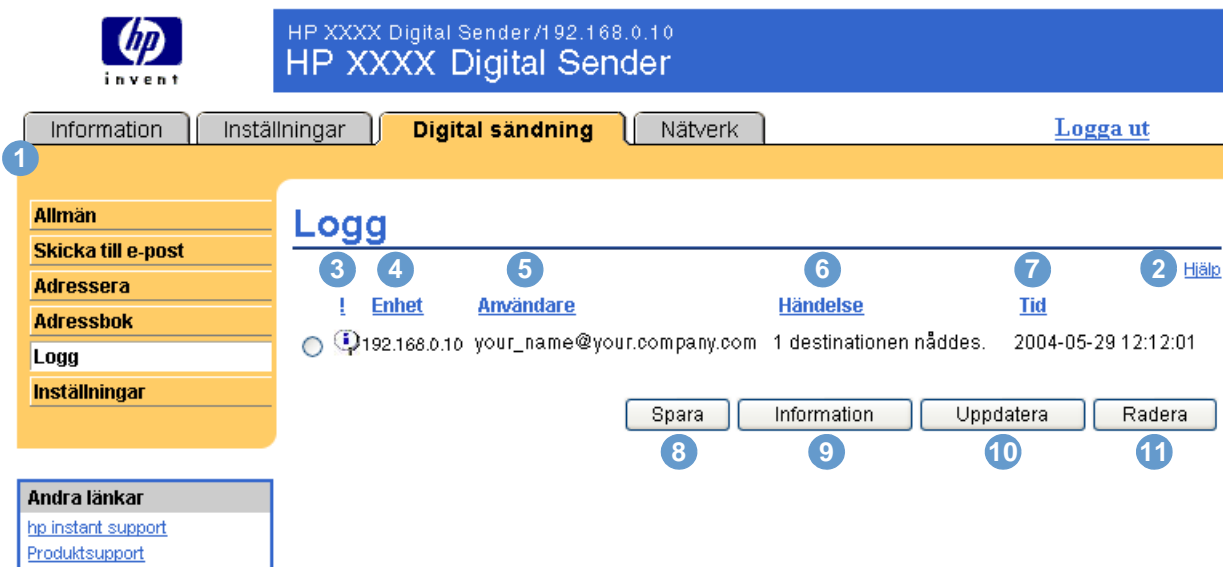 hp
invent
HP XXXX Digital Sender/192.168.0.10
HP XXXX Digital Sender
Information
Inställningar
Digital sändning
Nätverk
Logga ut
1
Allmän
Skicka till e-post
Adressera
Adressbok
Logg
Inställningar
Andra länkar
hp instant support
Produktsupport
Logg
3 4 5 6 7 2 Hjälp
! Enhet Användare Händelse Tid
192.168.0.10 your_name@your.company.com 1 destinationen nåddes. 2004-05-29 12:12:01
Spara Information Uppdatera Radera
8 9 10 11